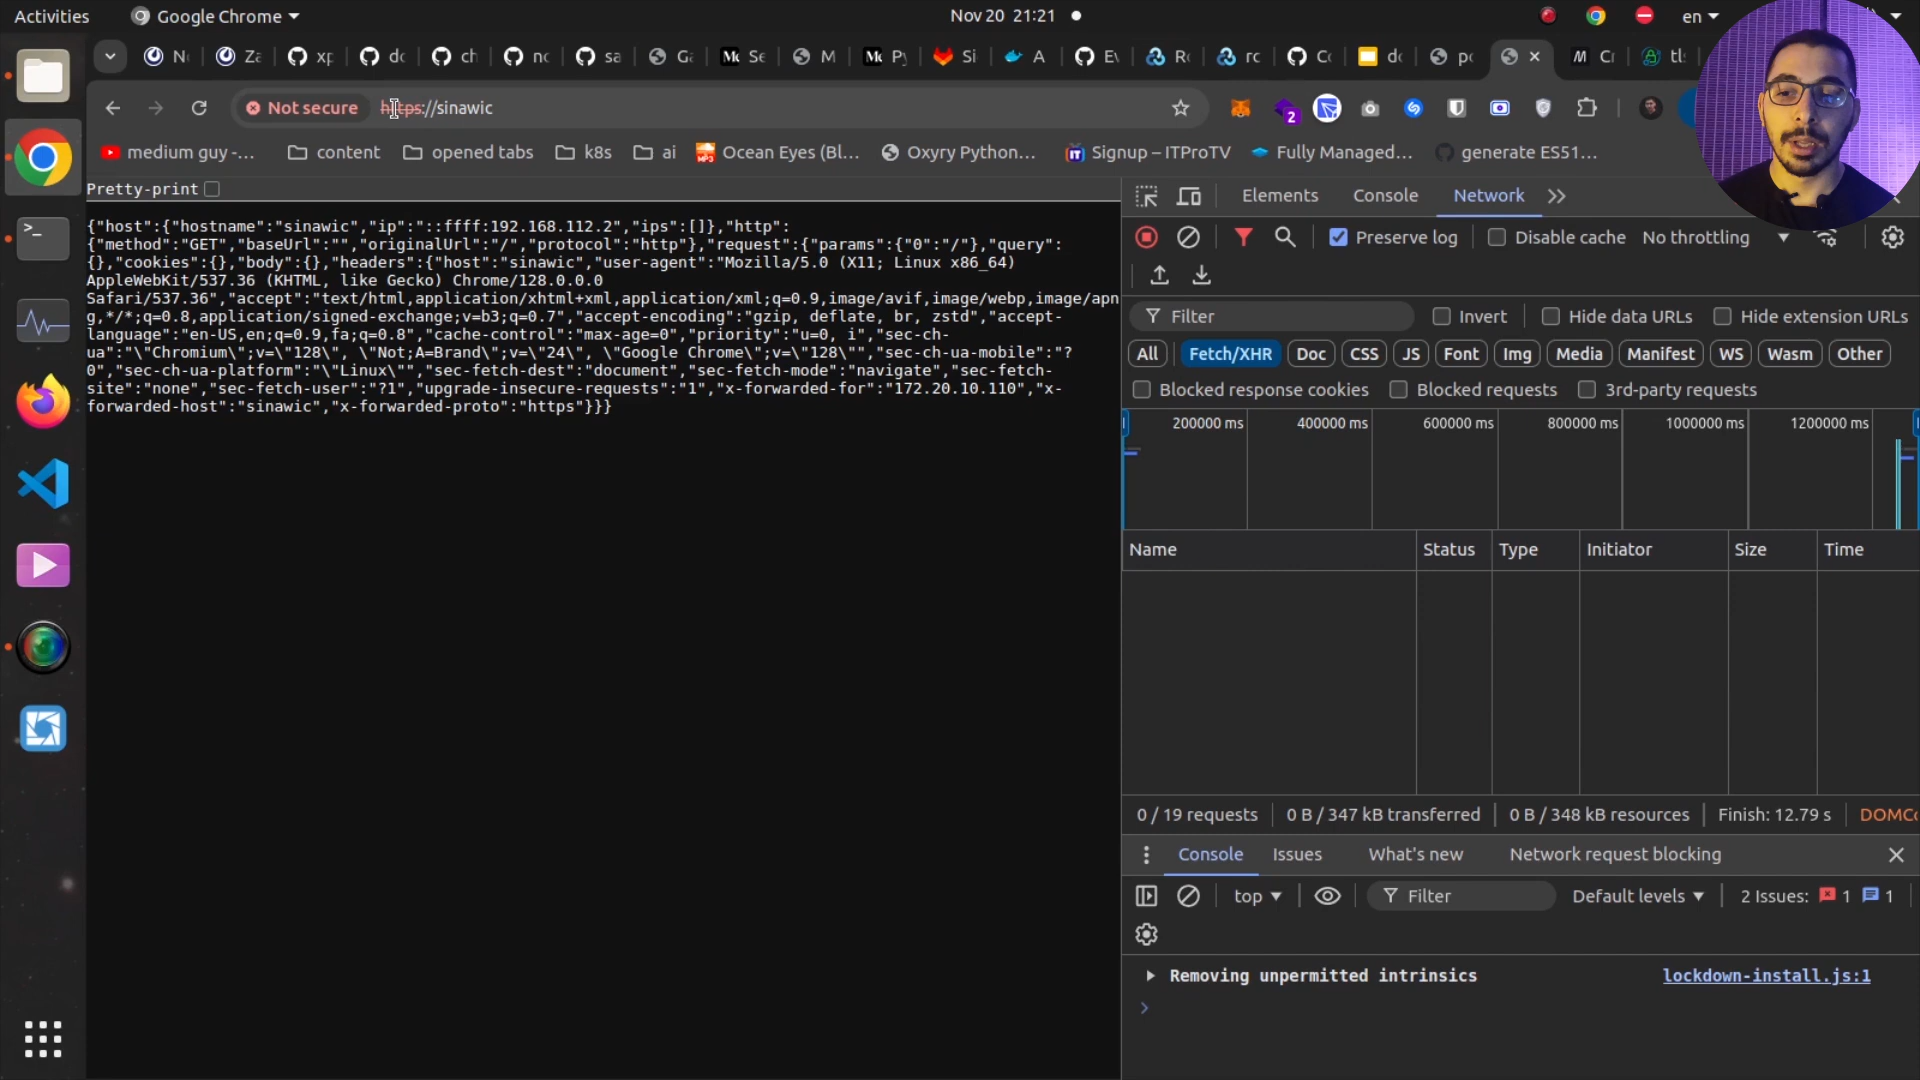 Activities
Google Chrome
Nov 20 21:21
en
Not secure
https://sinawic
2
medium guy -...
content
opened tabs
k8s
ai
Ocean Eyes (Bl...
Oxyry Python...
Signup – ITProTV
Fully Managed...
generate ES51...
Pretty-print
{"host":{"hostname":"sinawic","ip":"::ffff:192.168.112.2","ips":[]},"http":
{"method":"GET","baseUrl":"","originalUrl":"/","protocol":"http"},"request":{"params":{"0":"/"},"query":
{},"cookies":{},"body":{},"headers":{"host":"sinawic","user-agent":"Mozilla/5.0 (X11; Linux x86_64)
AppleWebKit/537.36 (KHTML, like Gecko) Chrome/128.0.0.0
Safari/537.36","accept":"text/html,application/xhtml+xml,application/xml;q=0.9,image/avif,image/webp,image/apn
g,*/*;q=0.8,application/signed-exchange;v=b3;q=0.7","accept-encoding":"gzip, deflate, br, zstd","accept-
language":"en-US,en;q=0.9,fa;q=0.8","cache-control":"max-age=0","priority":"u=0, i","sec-ch-
ua":"\"Chromium\";v=\"128\", \"Not;A=Brand\";v=\"24\", \"Google Chrome\";v=\"128\"","sec-ch-ua-mobile":"?
0","sec-ch-ua-platform":"\"Linux\"","sec-fetch-dest":"document","sec-fetch-mode":"navigate","sec-fetch-
site":"none","sec-fetch-user":"?1","upgrade-insecure-requests":"1","x-forwarded-for":"172.20.10.110","x-
forwarded-host":"sinawic","x-forwarded-proto":"https"}}}
Elements
Console
Network
Preserve log
Disable cache
No throttling
Filter
Invert
Hide data URLs
Hide extension URLs
All
Fetch/XHR
Doc
CSS
JS
Font
Img
Media
Manifest
WS
Wasm
Other
Blocked response cookies
Blocked requests
3rd-party requests
200000 ms
400000 ms
600000 ms
800000 ms
1000000 ms
1200000 ms
Name
Status
Type
Initiator
Size
Time
0 / 19 requests
0 B / 347 kB transferred
0 B / 348 kB resources
Finish: 12.79 s
Console
Issues
What's new
Network request blocking
top
Filter
Default levels
2 Issues:
1
1
Removing unpermitted intrinsics
lockdown-install.js:1